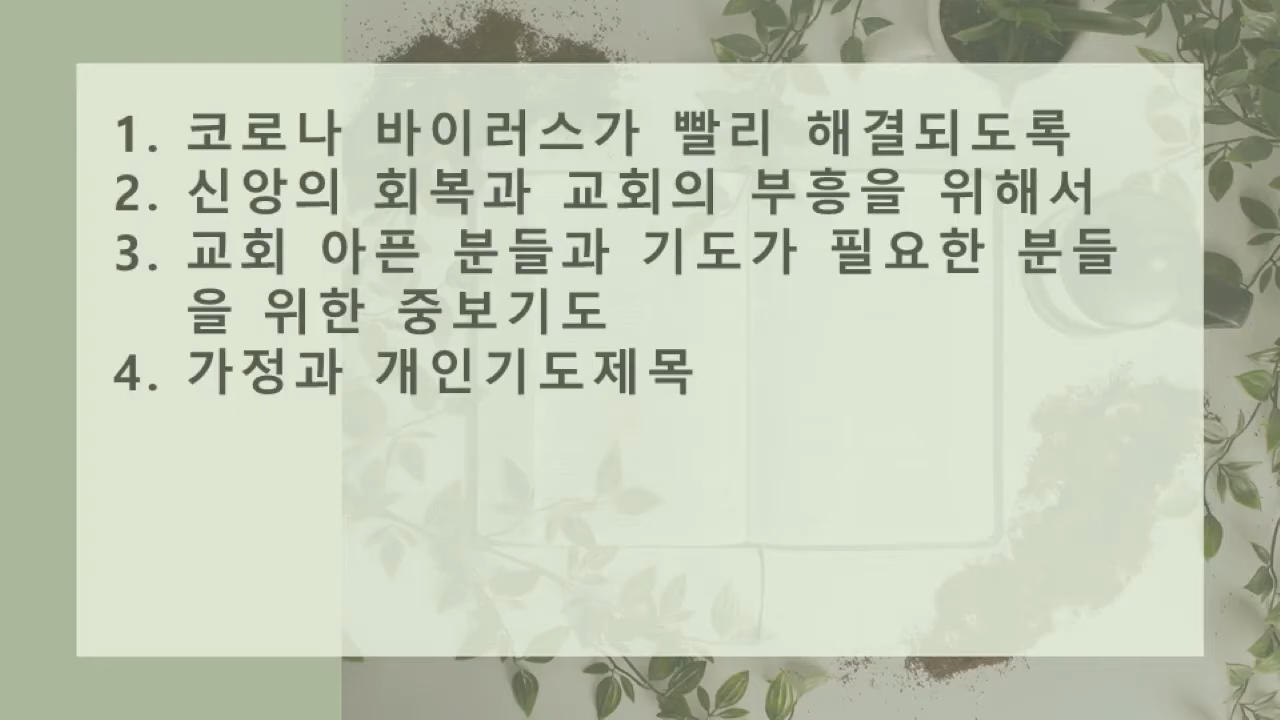 1. 코로나 바이러스가 빨리 해결되도록
2. 신앙의 회복과 교회의 부흥을 위해서
3. 교회 아픈 분들과 기도가 필요한 분들
을 위한 중보기도
4. 가정과 개인기도제목